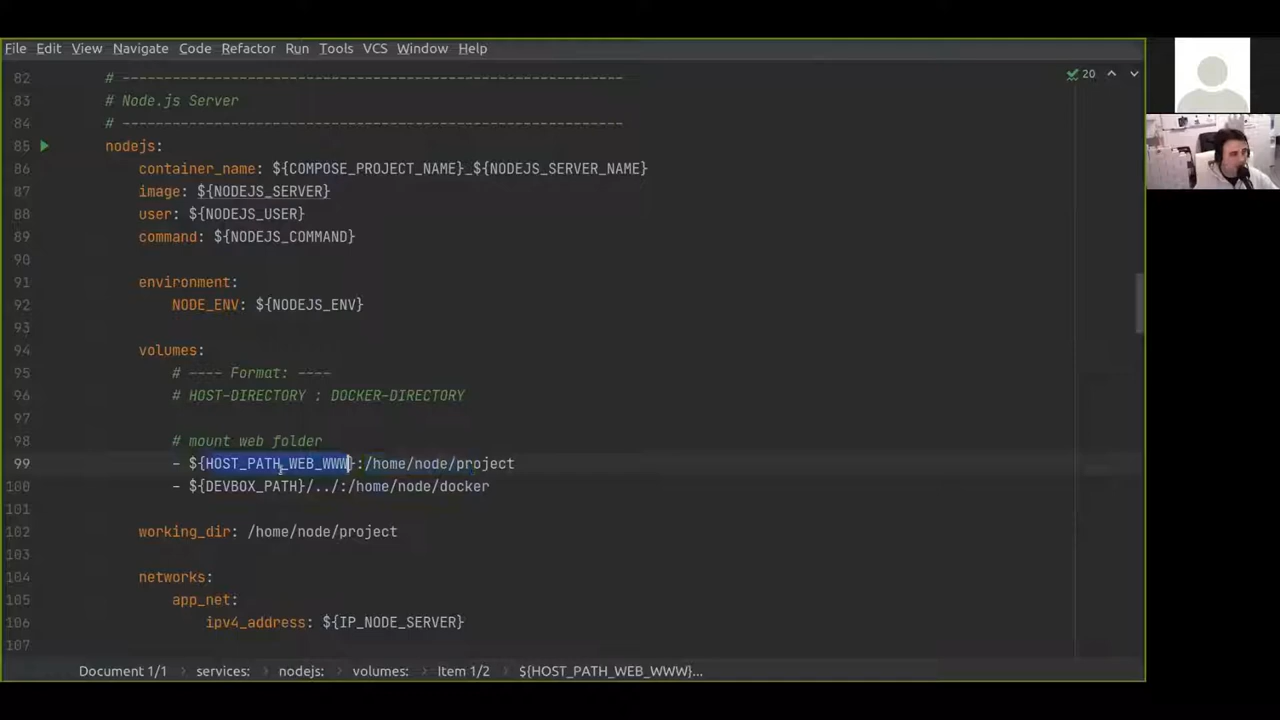 File Edit View Navigate Code Refactor Run Tools VCS Window Help
82 # ------------------------------------------------------------
20
83 # Node.js Server
84 # ------------------------------------------------------------
85 nodejs:
86 container_name: ${COMPOSE_PROJECT_NAME}_${NODEJS_SERVER_NAME}
87 image: ${NODEJS_SERVER}
88 user: ${NODEJS_USER}
89 command: ${NODEJS_COMMAND}
90
91 environment:
92 NODE_ENV: ${NODEJS_ENV}
93
94 volumes:
95 # ---- Format: ----
96 # HOST-DIRECTORY : DOCKER-DIRECTORY
97
98 # mount web folder
99 - ${HOST_PATH_WEB_WWW}:/home/node/project
100 - ${DEVBOX_PATH}/../:/home/node/docker
101
102 working_dir: /home/node/project
103
104 networks:
105 app_net:
106 ipv4_address: ${IP_NODE_SERVER}
107
Document 1/1 › services: › nodejs: › volumes: › Item 1/2 › ${HOST_PATH_WEB_WWW}...